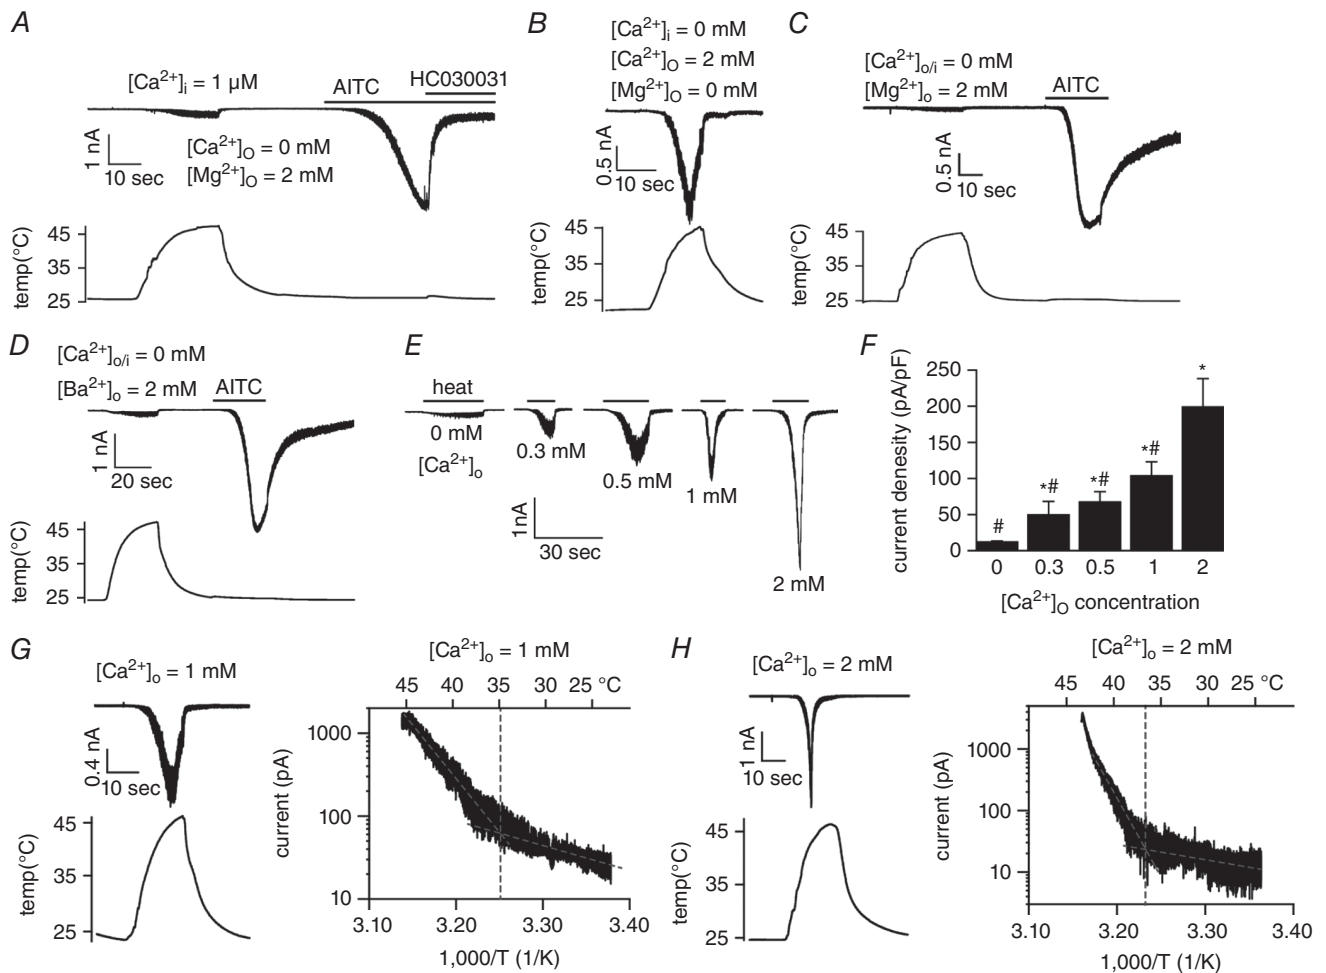 A
[Ca2+]i = 1 µM
AITC
HC030031
1 nA
10 sec
[Ca2+]O = 0 mM
[Mg2+]O = 2 mM
temp(°C)
45
35
25
B
[Ca2+]i = 0 mM
[Ca2+]O = 2 mM
[Mg2+]O = 0 mM
0.5 nA
10 sec
temp(°C)
45
35
25
C
[Ca2+]o/i = 0 mM
[Mg2+]o = 2 mM
AITC
0.5 nA
10 sec
temp(°C)
45
35
25
D
[Ca2+]o/i = 0 mM
[Ba2+]o = 2 mM
AITC
1 nA
20 sec
temp(°C)
45
35
25
E
heat
0 mM
[Ca2+]o
0.3 mM
0.5 mM
1 mM
2 mM
1nA
30 sec
F
current denesity (pA/pF)
250
200
150
100
50
0
#
*#
*#
*#
*
0 0.3 0.5 1 2
[Ca2+]O concentration
G
[Ca2+]o = 1 mM
0.4 nA
10 sec
temp(°C)
45
35
25
[Ca2+]o = 1 mM
45 40 35 30 25 °C
current (pA)
1000
100
10
3.10 3.20 3.30 3.40
1,000/T (1/K)
H
[Ca2+]o = 2 mM
1 nA
10 sec
temp(°C)
45
35
25
[Ca2+]o = 2 mM
45 40 35 30 25 °C
current (pA)
1000
100
10
3.10 3.20 3.30 3.40
1,000/T (1/K)